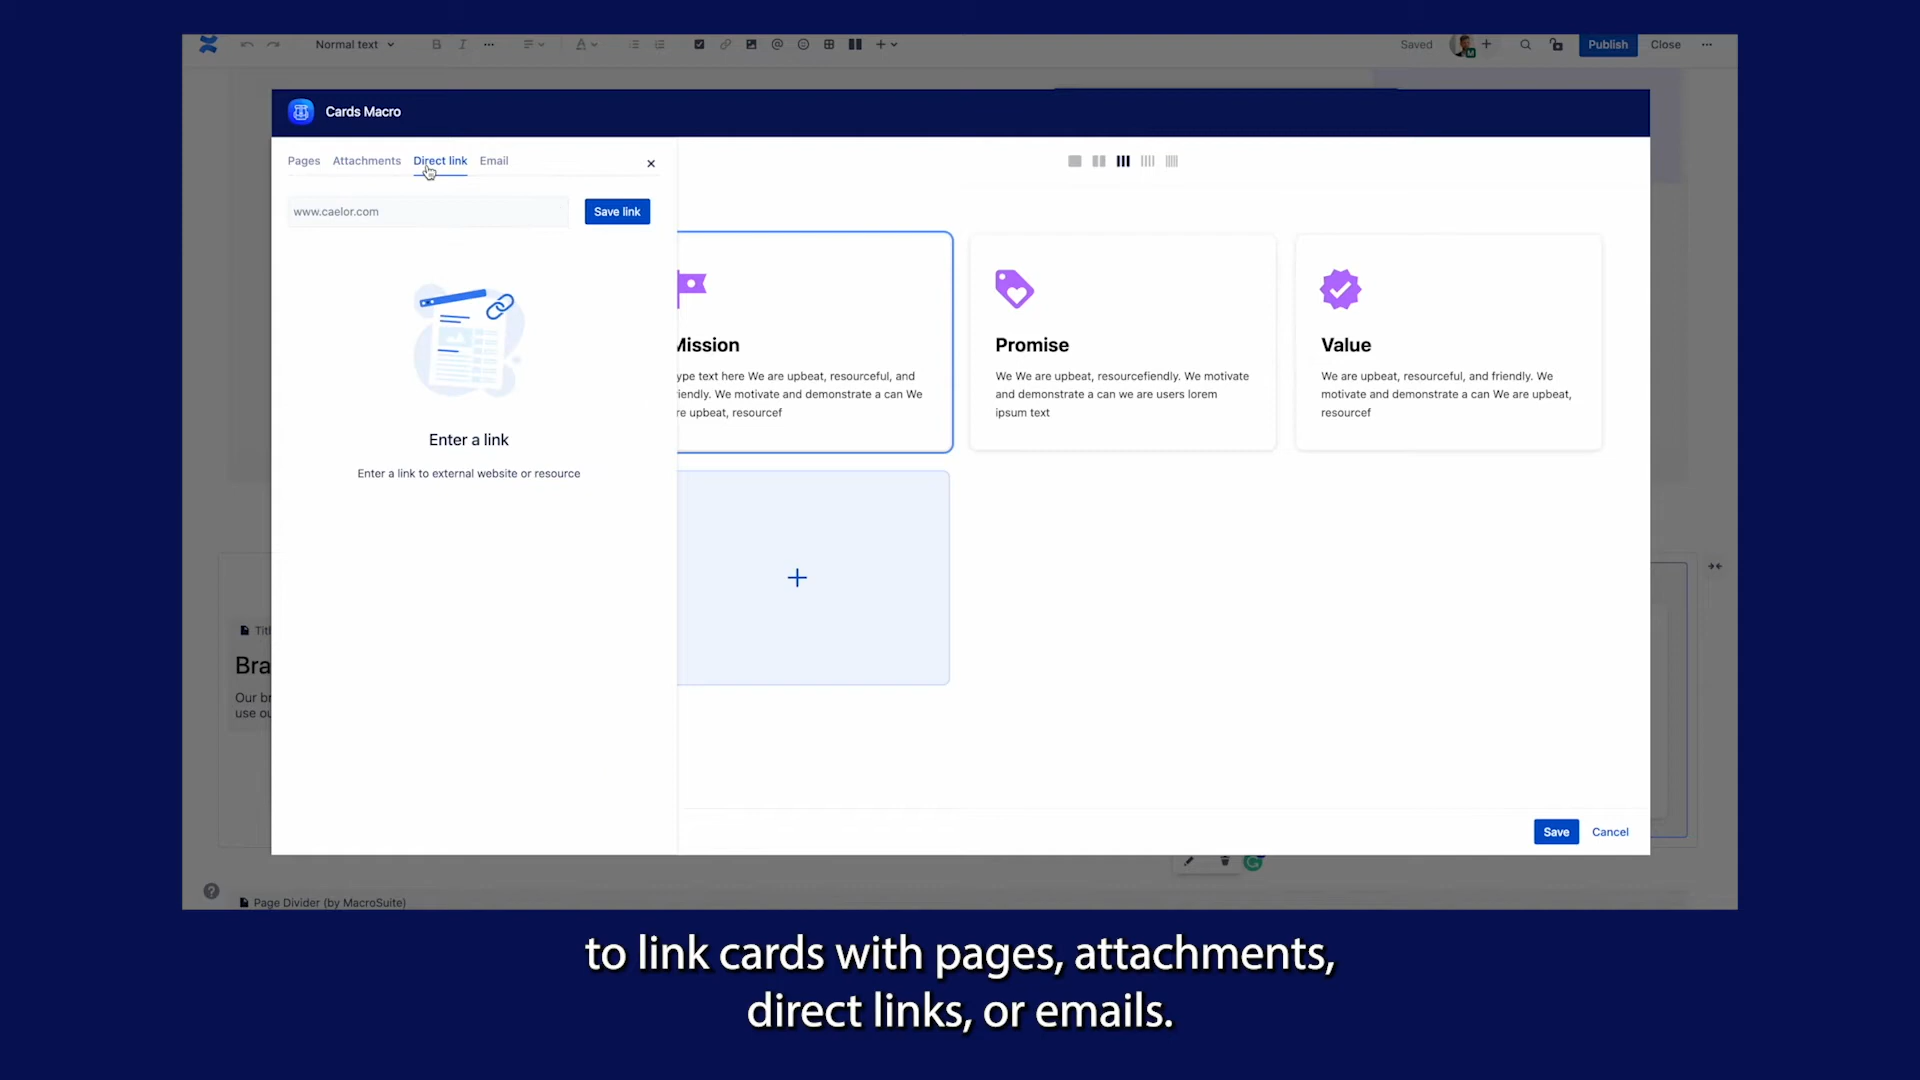 Normal text
Saved
Publish
Close
Cards Macro
Pages Attachments Direct link Email
www.caelor.com
Save link
Enter a link
Enter a link to external website or resource
Mission
ype text here We are upbeat, resourceful, and
iendly. We motivate and demonstrate a can We
re upbeat, resourcef
Promise
We We are upbeat, resourcefiendly. We motivate
and demonstrate a can we are users lorem
ipsum text
Value
We are upbeat, resourceful, and friendly. We
motivate and demonstrate a can We are upbeat,
resourcef
Titl
Bra
Our br
use ou
Save
Cancel
Page Divider (by MacroSuite)
to link cards with pages, attachments,
direct links, or emails.